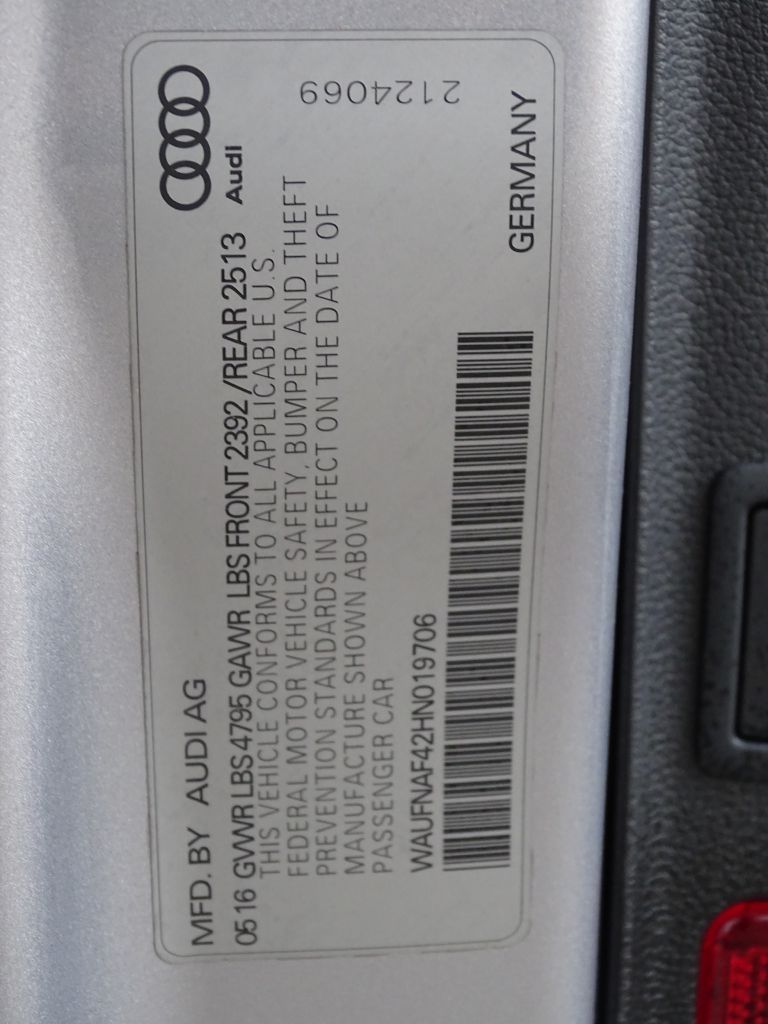 MFD. BY AUDI AG
0516 GVWR LBS 4795 GAWR LBS FRONT 2392 /REAR 2513
THIS VEHICLE CONFORMS TO ALL APPLICABLE U.S.
FEDERAL MOTOR VEHICLE SAFETY, BUMPER AND THEFT
PREVENTION STANDARDS IN EFFECT ON THE DATE OF
MANUFACTURE SHOWN ABOVE
PASSENGER CAR
WAUFNAF42HN019706
Audi
2124069
GERMANY